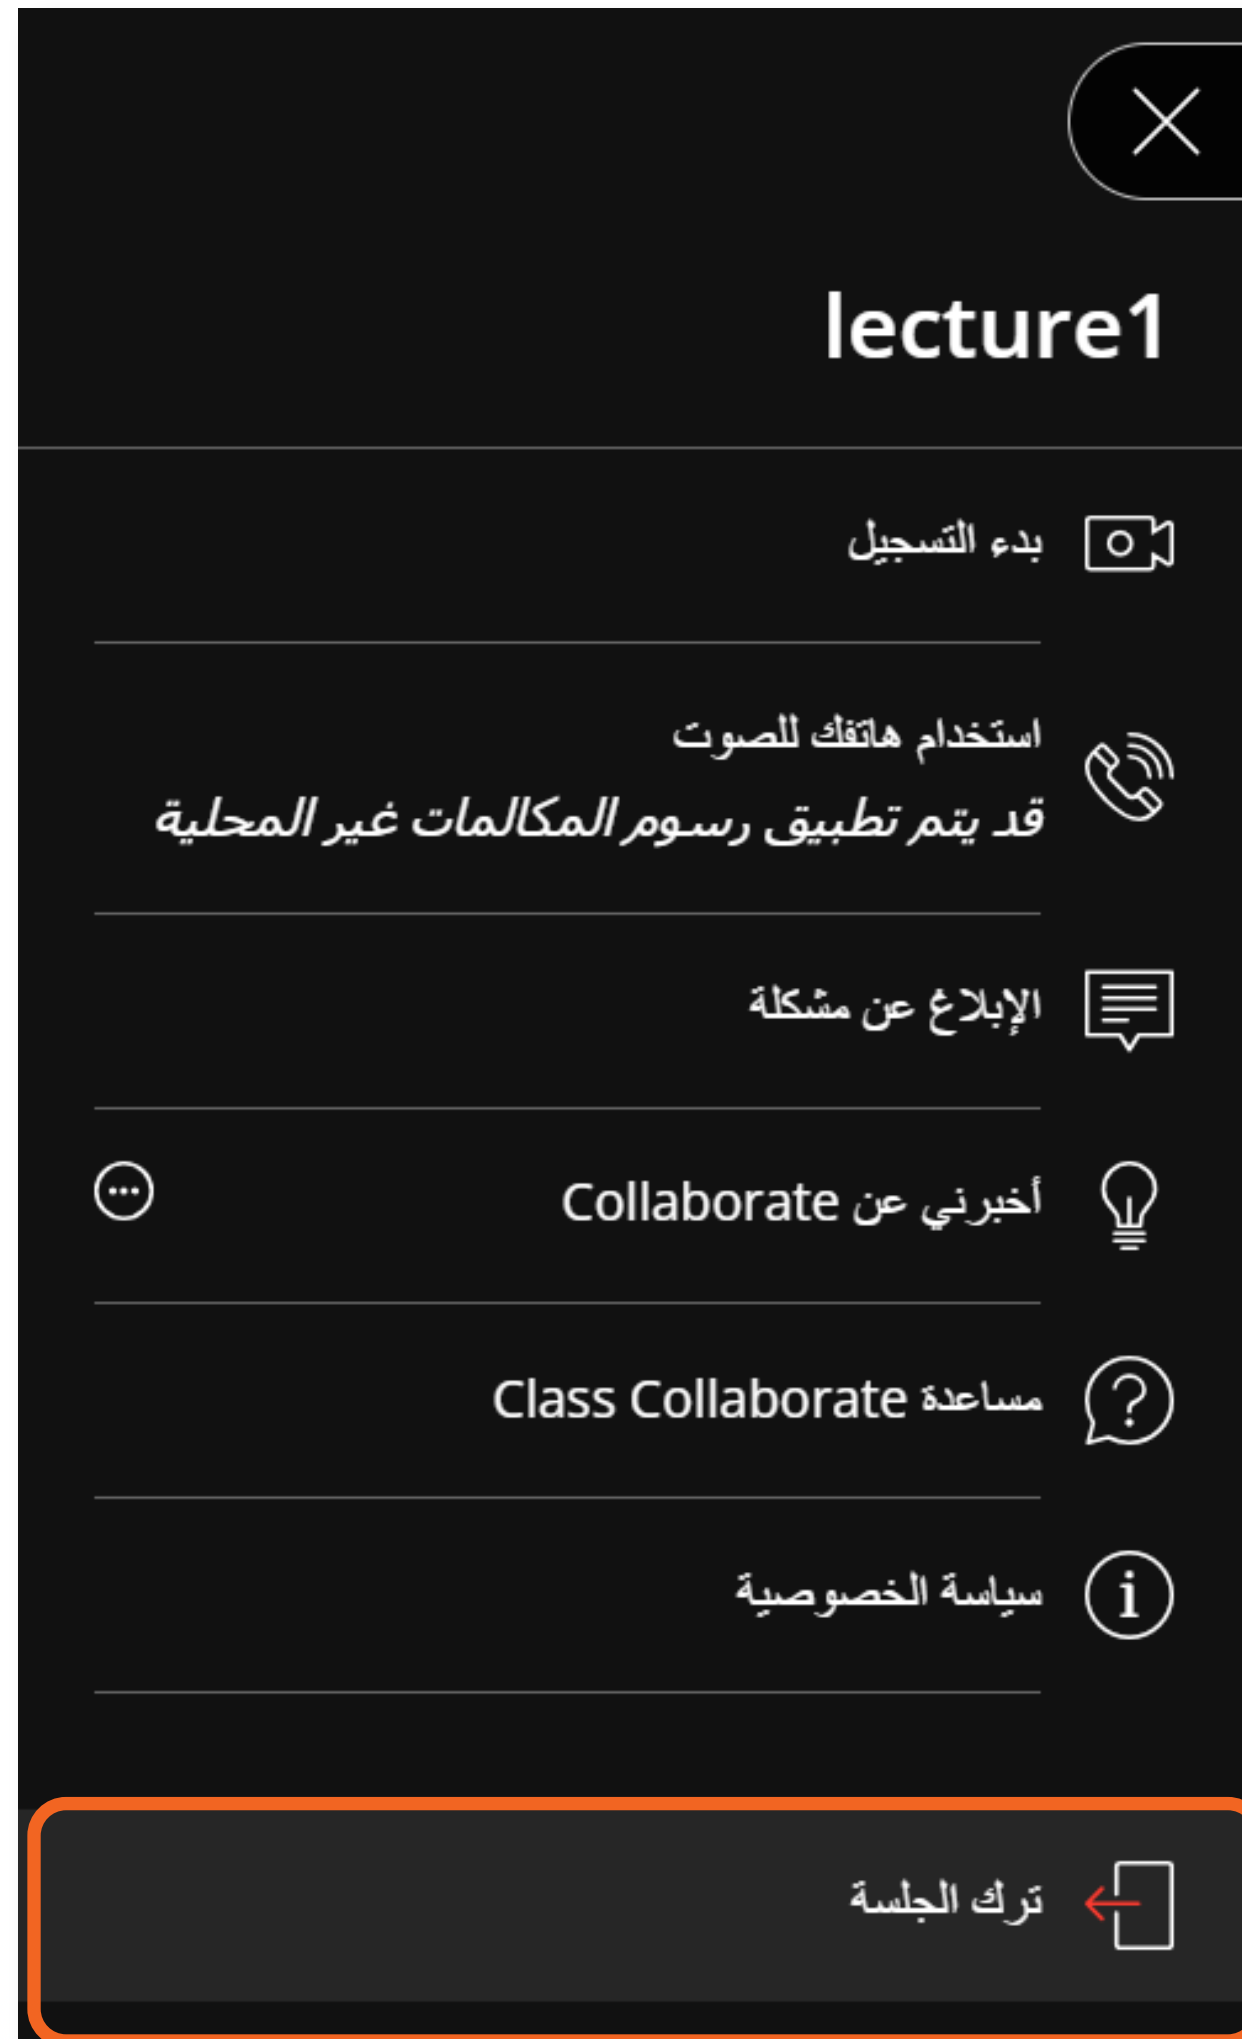 lecture1
بدء التسجيل
استخدام هاتفك للصوت
قد يتم تطبيق رسوم المكالمات غير المحلية
الإبلاغ عن مشكلة
أخبرني عن Collaborate
مساعدة Class Collaborate
سياسة الخصوصية
ترك الجلسة